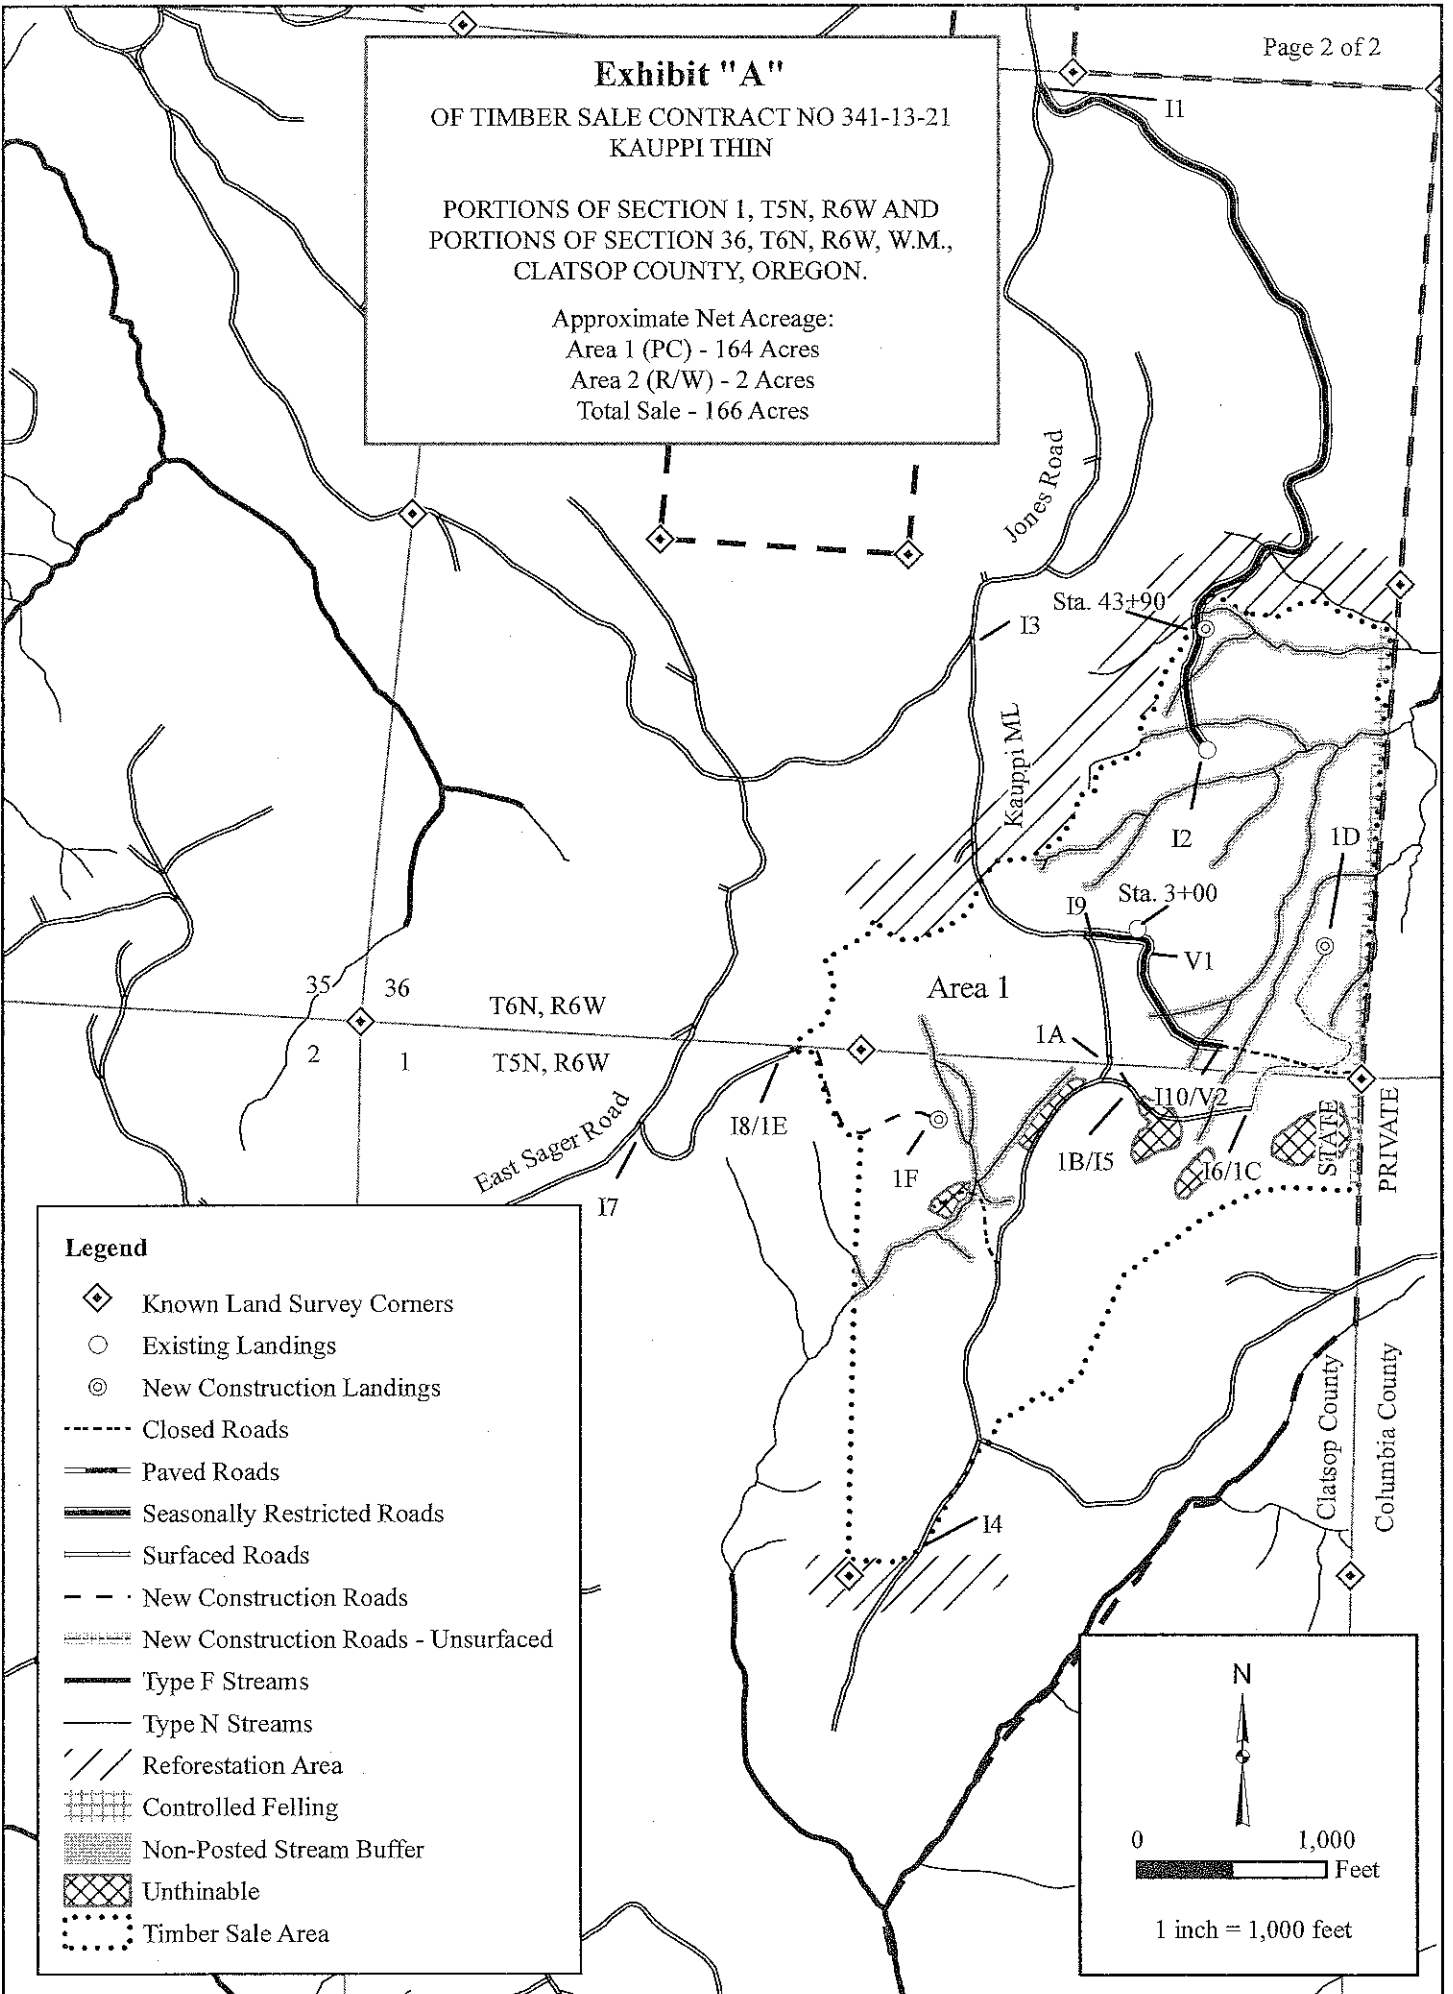 Page 2 of 2
Exhibit "A"
OF TIMBER SALE CONTRACT NO 341-13-21
KAUPPI THIN
PORTIONS OF SECTION 1, T5N, R6W AND
PORTIONS OF SECTION 36, T6N, R6W, W.M.,
CLATSOP COUNTY, OREGON.
Approximate Net Acreage:
Area 1 (PC) - 164 Acres
Area 2 (R/W) - 2 Acres
Total Sale - 166 Acres
I1
Jones Road
Sta. 43+90
I3
Kauppi ML
I2
1D
I9
Sta. 3+00
V1
35
36
T6N, R6W
Area 1
2
1
T5N, R6W
1A
I10/V2
I8/1E
East Sager Road
1F
1B/I5
I6/1C
STATE
PRIVATE
I7
I4
Clatsop County
Columbia County
Legend
Known Land Survey Corners
Existing Landings
New Construction Landings
Closed Roads
Paved Roads
Seasonally Restricted Roads
Surfaced Roads
New Construction Roads
New Construction Roads - Unsurfaced
Type F Streams
Type N Streams
Reforestation Area
Controlled Felling
Non-Posted Stream Buffer
Unthinable
Timber Sale Area
N
0 1,000
Feet
1 inch = 1,000 feet